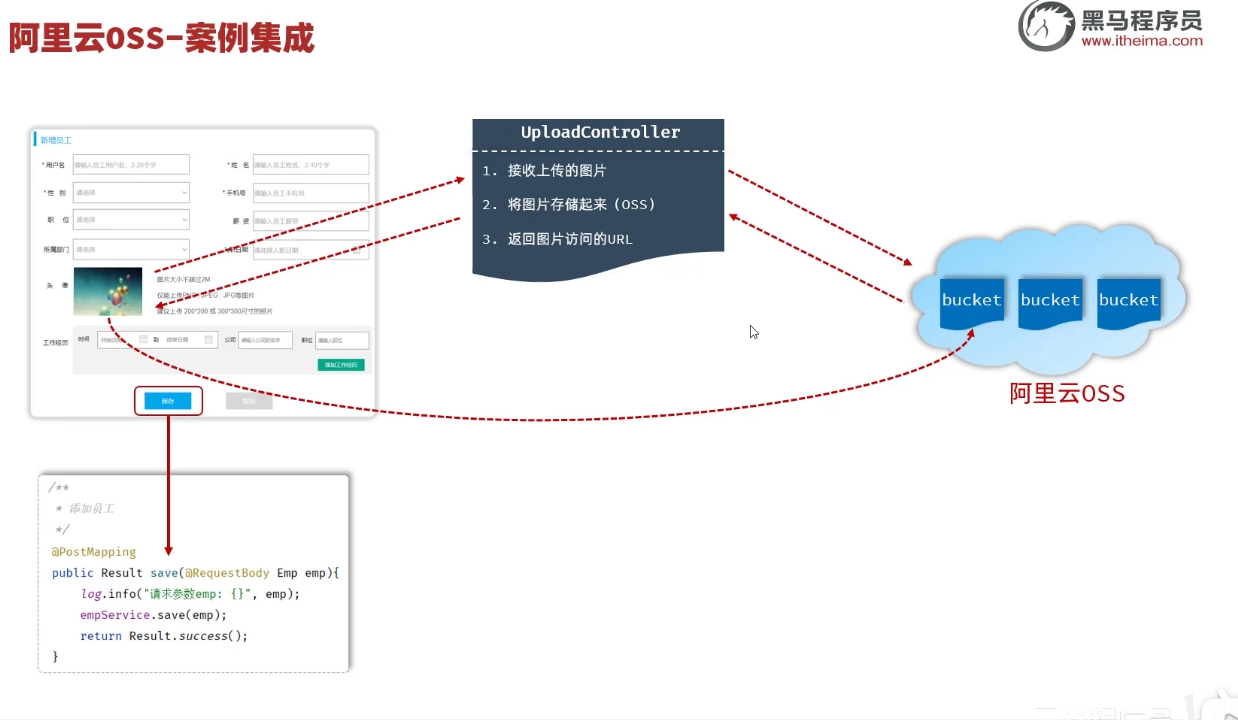 阿里云OSS-案例集成
黑马程序员
www.itheima.com
新增员工
*用户名 请输入员工用户名，2-20个字
*姓 名 请输入员工姓名，2-10个字
*性 别 请选择
*手机号 请输入员工手机号
职 位 请选择
薪 资 请输入员工薪资
所属部门 请选择
请选择入职日期
头 像
图片大小不超过2M
仅能上传PNG，JPEG，JPG等图片
建议上传 200*200 或 300*300尺寸的图片
工作经历
时间
到 结束日期
公司 请输入公司的名字
职位 请输入职位
添加工作经历
保存
取消
UploadController
1. 接收上传的图片
2. 将图片存储起来（OSS）
3. 返回图片访问的URL
bucket bucket bucket
阿里云OSS
/**
* 添加员工
*/
@PostMapping
public Result save(@RequestBody Emp emp){
log.info("请求参数emp: {}", emp);
empService.save(emp);
return Result.success();
}